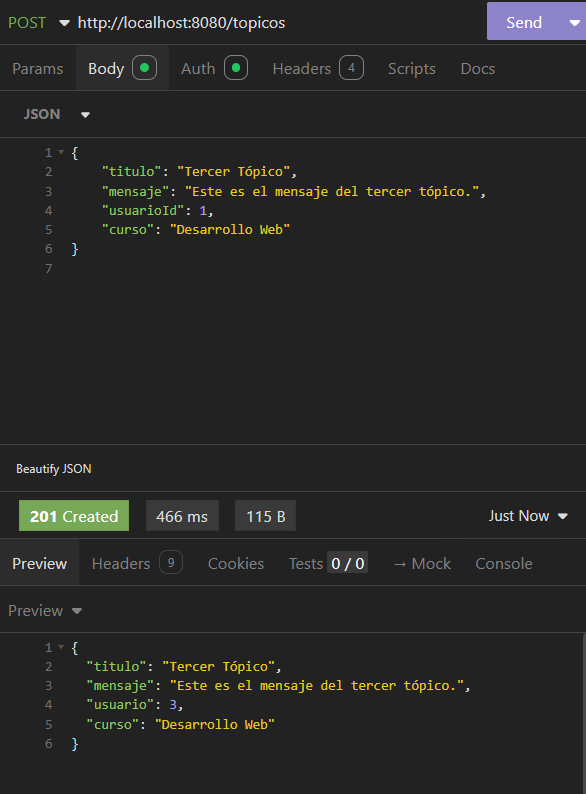 POST http://localhost:8080/topicos Send
Params Body Auth Headers 4 Scripts Docs
JSON
1 {
2 "titulo": "Tercer Tópico",
3 "mensaje": "Este es el mensaje del tercer tópico.",
4 "usuarioId": 1,
5 "curso": "Desarrollo Web"
6 }
7
Beautify JSON
201 Created 466 ms 115 B Just Now
Preview Headers 9 Cookies Tests 0 / 0 → Mock Console
Preview
1 {
2 "titulo": "Tercer Tópico",
3 "mensaje": "Este es el mensaje del tercer tópico.",
4 "usuario": 3,
5 "curso": "Desarrollo Web"
6 }